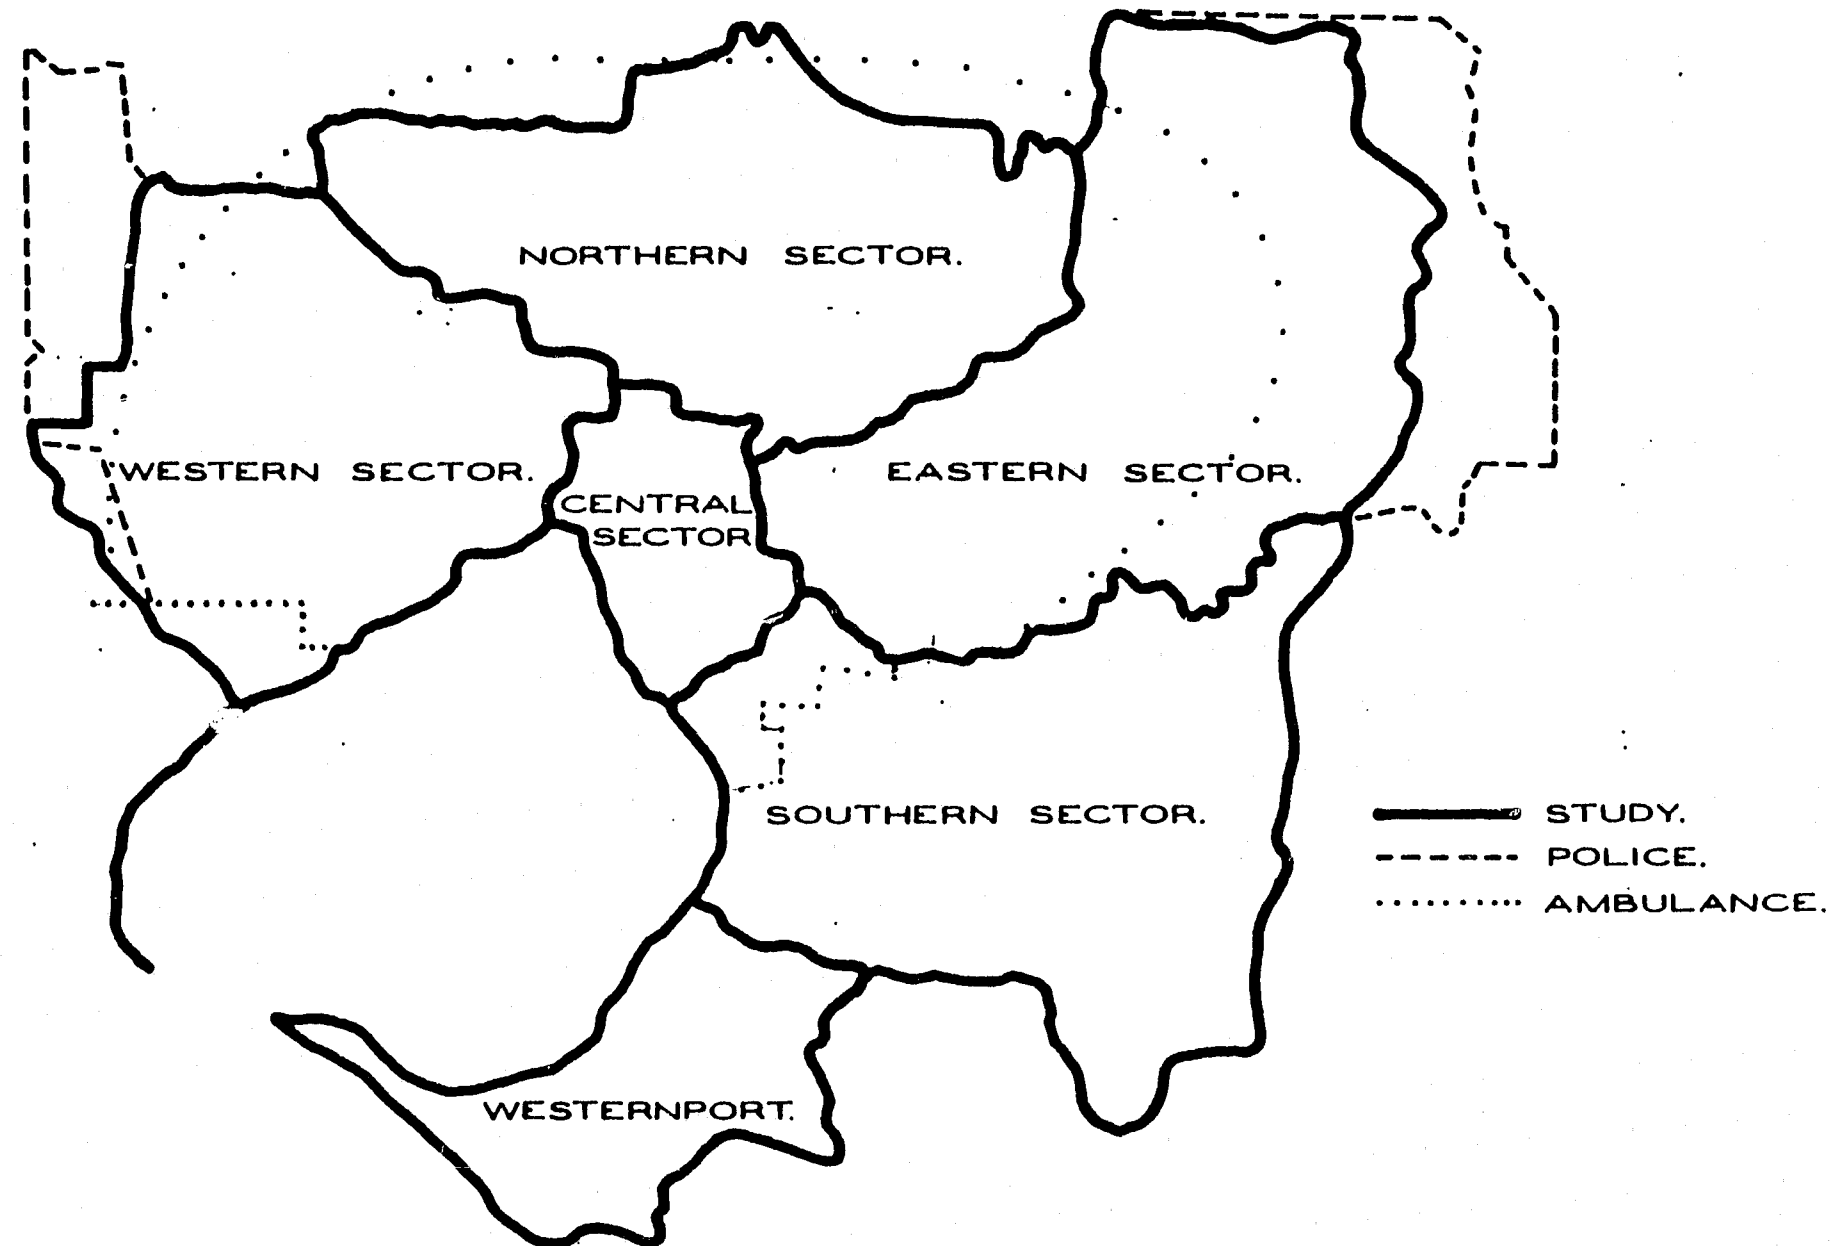 NORTHERN SECTOR.
WESTERN SECTOR.
EASTERN SECTOR.
CENTRAL
SECTOR
SOUTHERN SECTOR.
STUDY.
POLICE.
AMBULANCE.
WESTERNPORT.